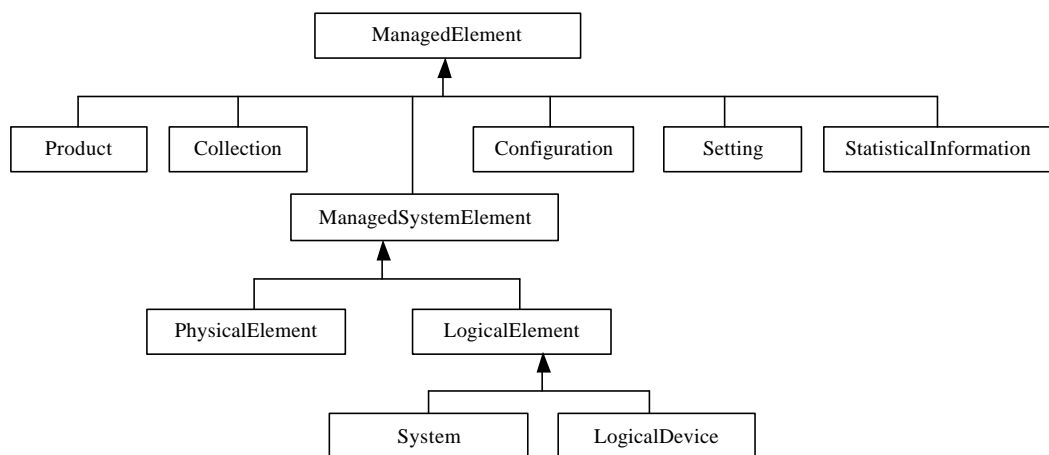 ManagedElement
Product
Collection
Configuration
Setting
StatisticalInformation
ManagedSystemElement
PhysicalElement
LogicalElement
System
LogicalDevice